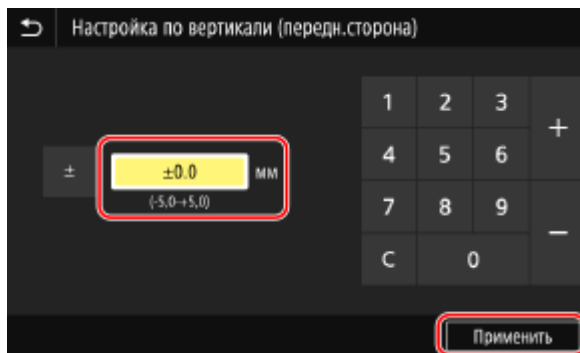 Настройка по вертикали (передн.сторона)
1 2 3 +
± ±0.0 мм 4 5 6
(-5,0~+5,0)
7 8 9 −
C 0
Применить